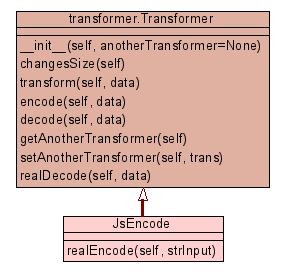 transformer.Transformer
__init__(self, anotherTransformer=None)
changesSize(self)
transform(self, data)
encode(self, data)
decode(self, data)
getAnotherTransformer(self)
setAnotherTransformer(self, trans)
realDecode(self, data)
JsEncode
realEncode(self, strInput)